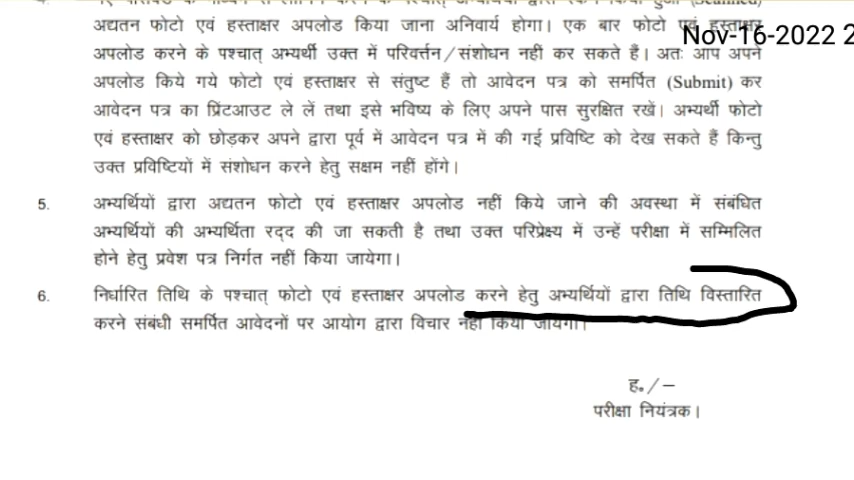 अद्यतन फोटो एवं हस्ताक्षर अपलोड किया जाना अनिवार्य होगा। एक बार फोटो एवं हस्ताक्षर
Nov-16-2022 2
अपलोड करने के पश्चात् अभ्यर्थी उक्त में परिवर्त्तन/संशोधन नहीं कर सकते हैं। अतः आप अपने
अपलोड किये गये फोटो एवं हस्ताक्षर से संतुष्ट हैं तो आवेदन पत्र को समर्पित (Submit) कर
आवेदन पत्र का प्रिंटआउट ले लें तथा इसे भविष्य के लिए अपने पास सुरक्षित रखें। अभ्यर्थी फोटो
एवं हस्ताक्षर को छोड़कर अपने द्वारा पूर्व में आवेदन पत्र में की गई प्रविष्टि को देख सकते हैं किन्तु
उक्त प्रविष्टियों में संशोधन करने हेतु सक्षम नहीं होंगे।
5. अभ्यर्थियों द्वारा अद्यतन फोटो एवं हस्ताक्षर अपलोड नहीं किये जाने की अवस्था में संबंधित
अभ्यर्थियों की अभ्यर्थिता रद्द की जा सकती है तथा उक्त परिप्रेक्ष्य में उन्हें परीक्षा में सम्मिलित
होने हेतु प्रवेश पत्र निर्गत नहीं किया जायेगा।
6. निर्धारित तिथि के पश्चात् फोटो एवं हस्ताक्षर अपलोड करने हेतु अभ्यर्थियों द्वारा तिथि विस्तारित
करने संबंधी समर्पित आवेदनों पर आयोग द्वारा विचार नहीं किया जायेगा।
ह०/—
परीक्षा नियंत्रक।